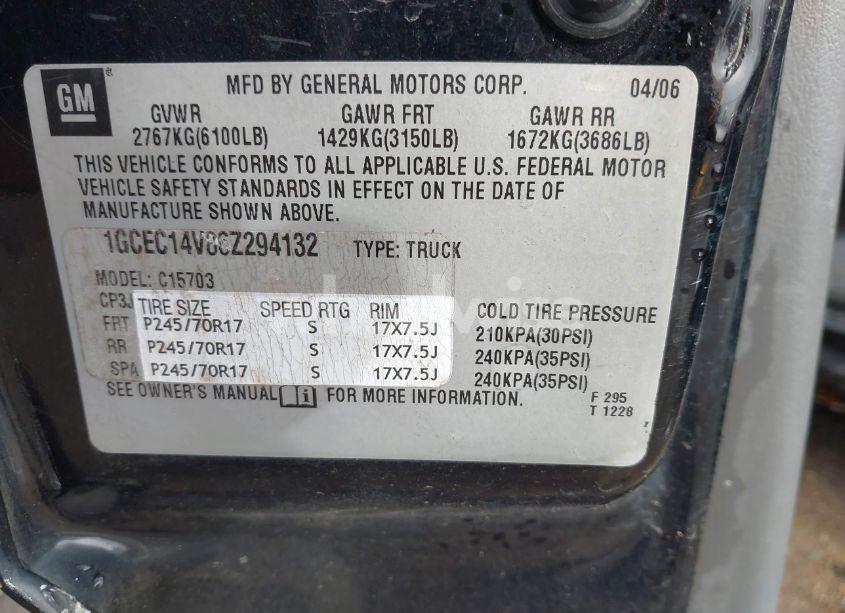 GM
MFD BY GENERAL MOTORS CORP. 04/06
GVWR GAWR FRT GAWR RR
2767KG(6100LB) 1429KG(3150LB) 1672KG(3686LB)
THIS VEHICLE CONFORMS TO ALL APPLICABLE U.S. FEDERAL MOTOR
VEHICLE SAFETY STANDARDS IN EFFECT ON THE DATE OF
MANUFACTURE SHOWN ABOVE.
1GCEC14V86Z294132 TYPE: TRUCK
MODEL: C15703
CP3J TIRE SIZE SPEED RTG RIM COLD TIRE PRESSURE
FRT P245/70R17 S 17X7.5J 210KPA(30PSI)
RR P245/70R17 S 17X7.5J 240KPA(35PSI)
SPA P245/70R17 S 17X7.5J 240KPA(35PSI)
SEE OWNER'S MANUAL i FOR MORE INFORMATION.
F 295
T 1228